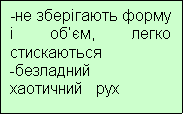 -не зберігають форму
і об'єм, легко
стискаються
-безладний
хаотичний рух